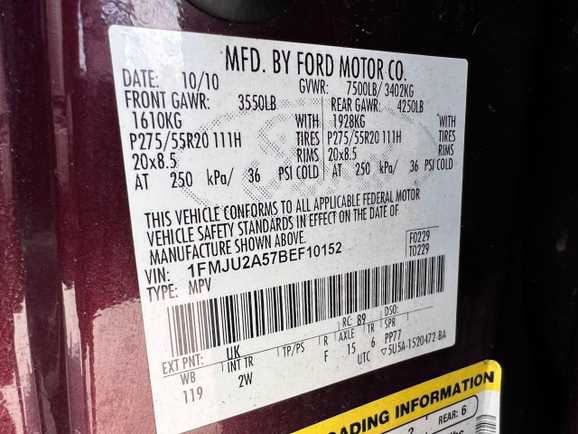 MFD. BY FORD MOTOR CO.
DATE: 10/10 GVWR: 7500LB/ 3402KG
FRONT GAWR: 3550LB REAR GAWR: 4250LB
1610KG WITH 1928KG WITH
P275/55R20 111H TIRES P275/55R20 111H TIRES
20x8.5 RIMS 20x8.5 RIMS
AT 250 kPa/ 36 PSI COLD AT 250 kPa/ 36 PSI COLD
THIS VEHICLE CONFORMS TO ALL APPLICABLE FEDERAL MOTOR
VEHICLE SAFETY STANDARDS IN EFFECT ON THE DATE OF
MANUFACTURE SHOWN ABOVE.
VIN: 1FMJU2A57BEF10152
TYPE: MPV
F0229
T0229
EXT PNT: UK RC: 89 DSO:
WB INT TR TP/PS R AXLE TR SPR
119 2W F 15 6 PP77
UTC ▽5U5A-1520472-BA
LOADING INFORMATION
2 REAR: 6